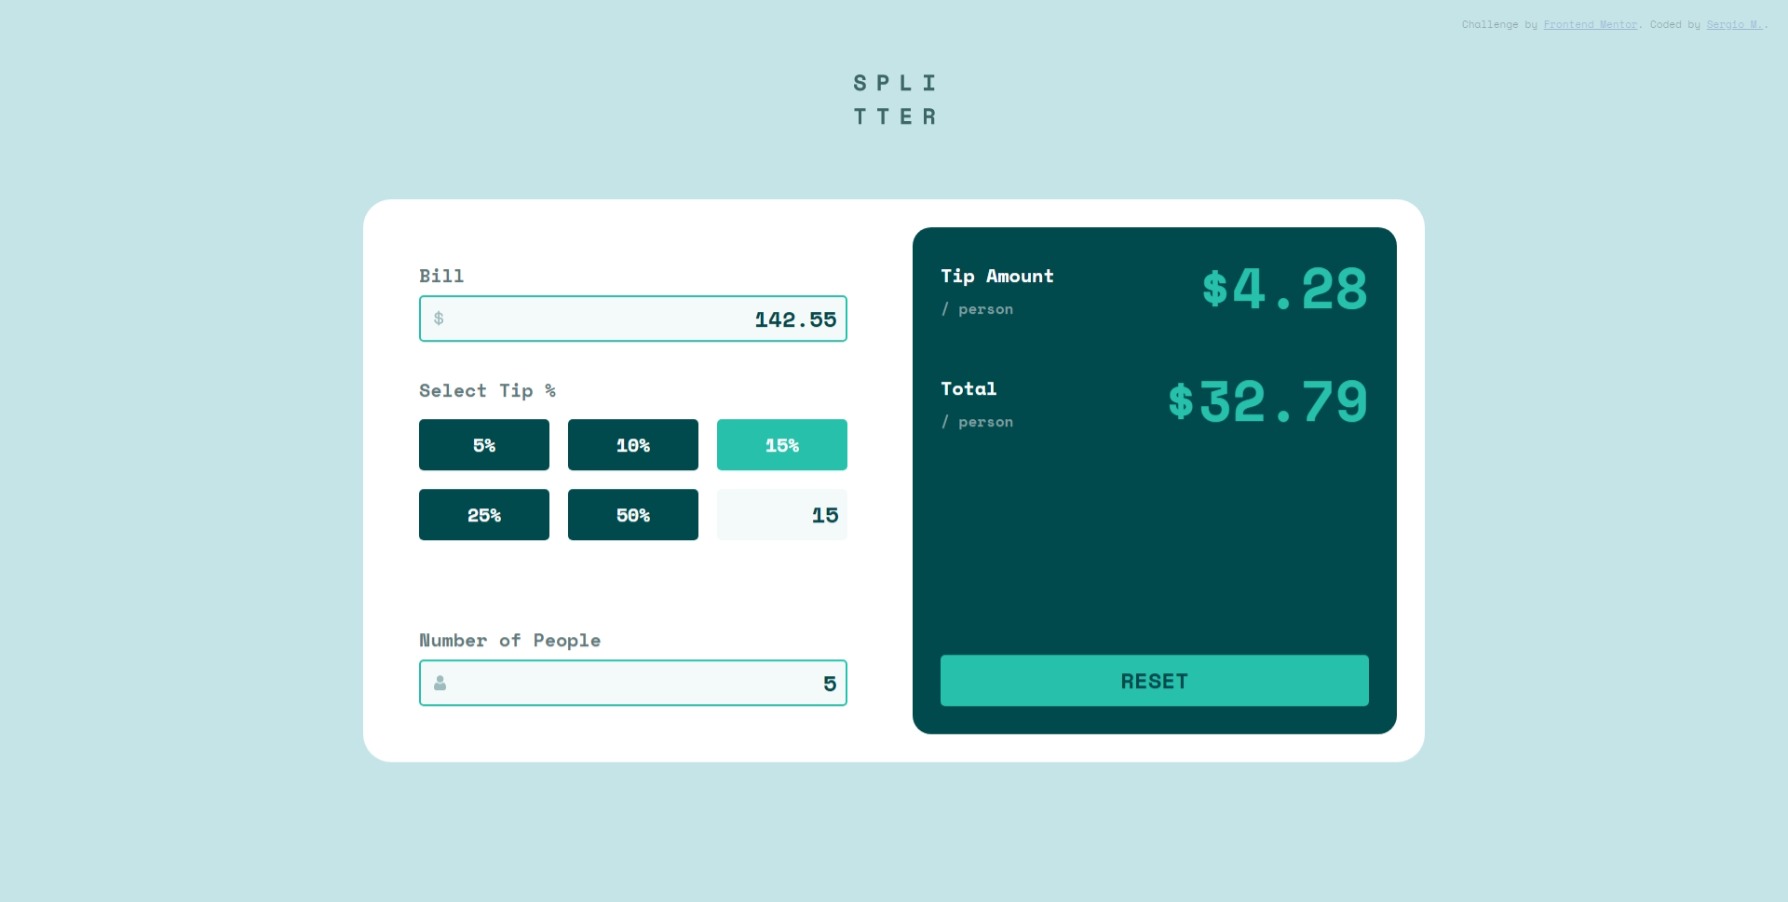 Challenge by Frontend Mentor. Coded by Sergio M..
SPLI
TTER
Bill
$ 142.55
Select Tip %
5% 10% 15%
25% 50% 15
Number of People
5
Tip Amount $4.28
/ person
Total $32.79
/ person
RESET